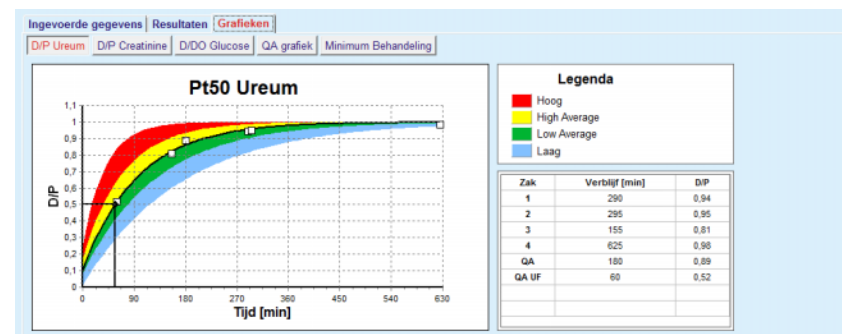 Ingevoerde gegevens Resultaten Grafieken
D/P Ureum D/P Creatinine D/DO Glucose QA grafiek Minimum Behandeling
Pt50 Ureum
1,1
1
0,9
0,8
0,7
0,6
0,5
0,4
0,3
0,2
0,1
0
D/P
0 90 180 270 360 450 540 630
Tijd [min]
Legenda
Hoog
High Average
Low Average
Laag
Zak Verblijf [min] D/P
1 290 0,94
2 295 0,95
3 155 0,81
4 625 0,98
QA 180 0,89
QA UF 60 0,52